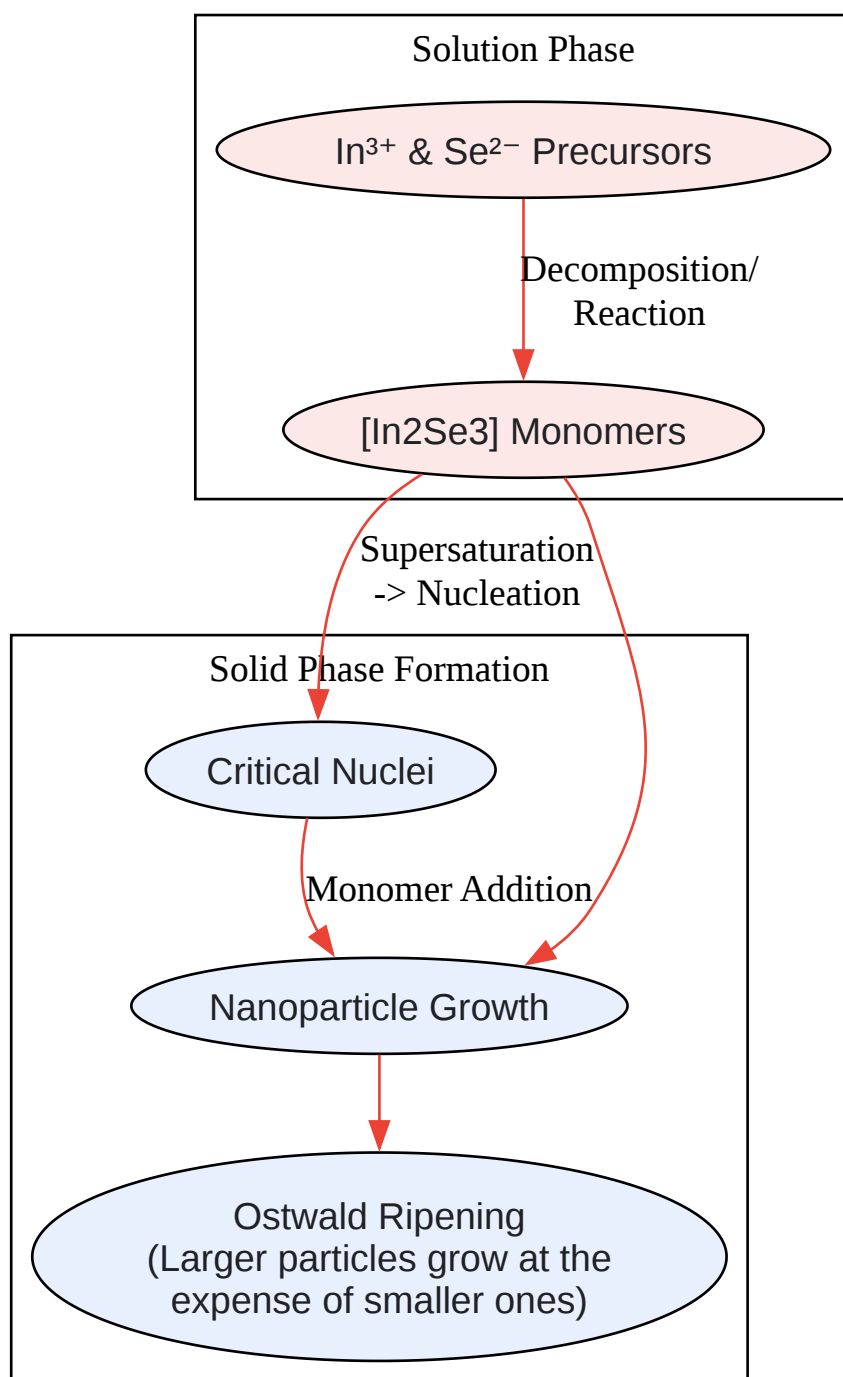 Solution Phase
In³⁺ & Se²⁻ Precursors
Decomposition/
Reaction
[In2Se3] Monomers
Supersaturation
-> Nucleation
Solid Phase Formation
Critical Nuclei
Monomer Addition
Nanoparticle Growth
Ostwald Ripening
(Larger particles grow at the
expense of smaller ones)